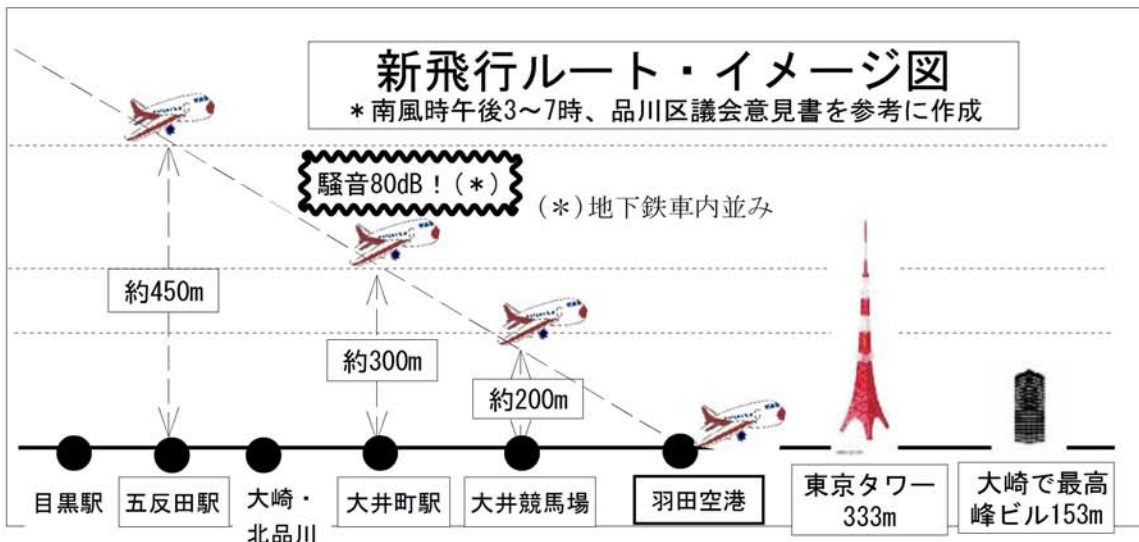 新飛行ルート・イメージ図
＊南風時午後3～7時、品川区議会意見書を参考に作成
騒音80dB！(＊)
(＊)地下鉄車内並み
約450m
約300m
約200m
目黒駅
五反田駅
大崎・
北品川
大井町駅
大井競馬場
羽田空港
東京タワー
333m
大崎で最高
峰ビル153m